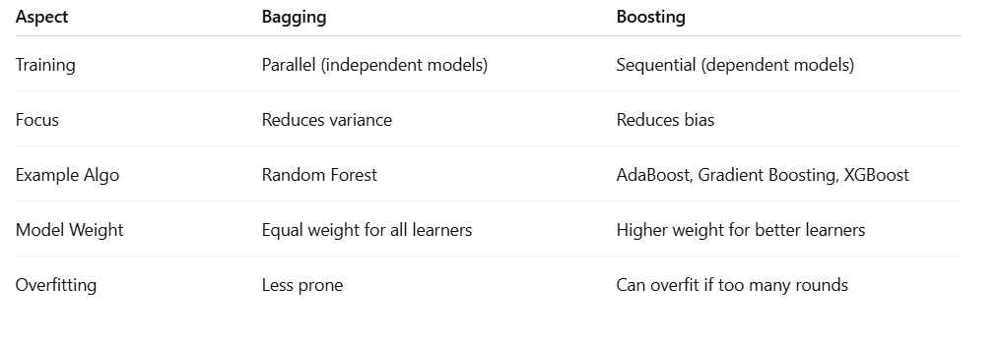 Aspect Bagging Boosting
Training Parallel (independent models) Sequential (dependent models)
Focus Reduces variance Reduces bias
Example Algo Random Forest AdaBoost, Gradient Boosting, XGBoost
Model Weight Equal weight for all learners Higher weight for better learners
Overfitting Less prone Can overfit if too many rounds